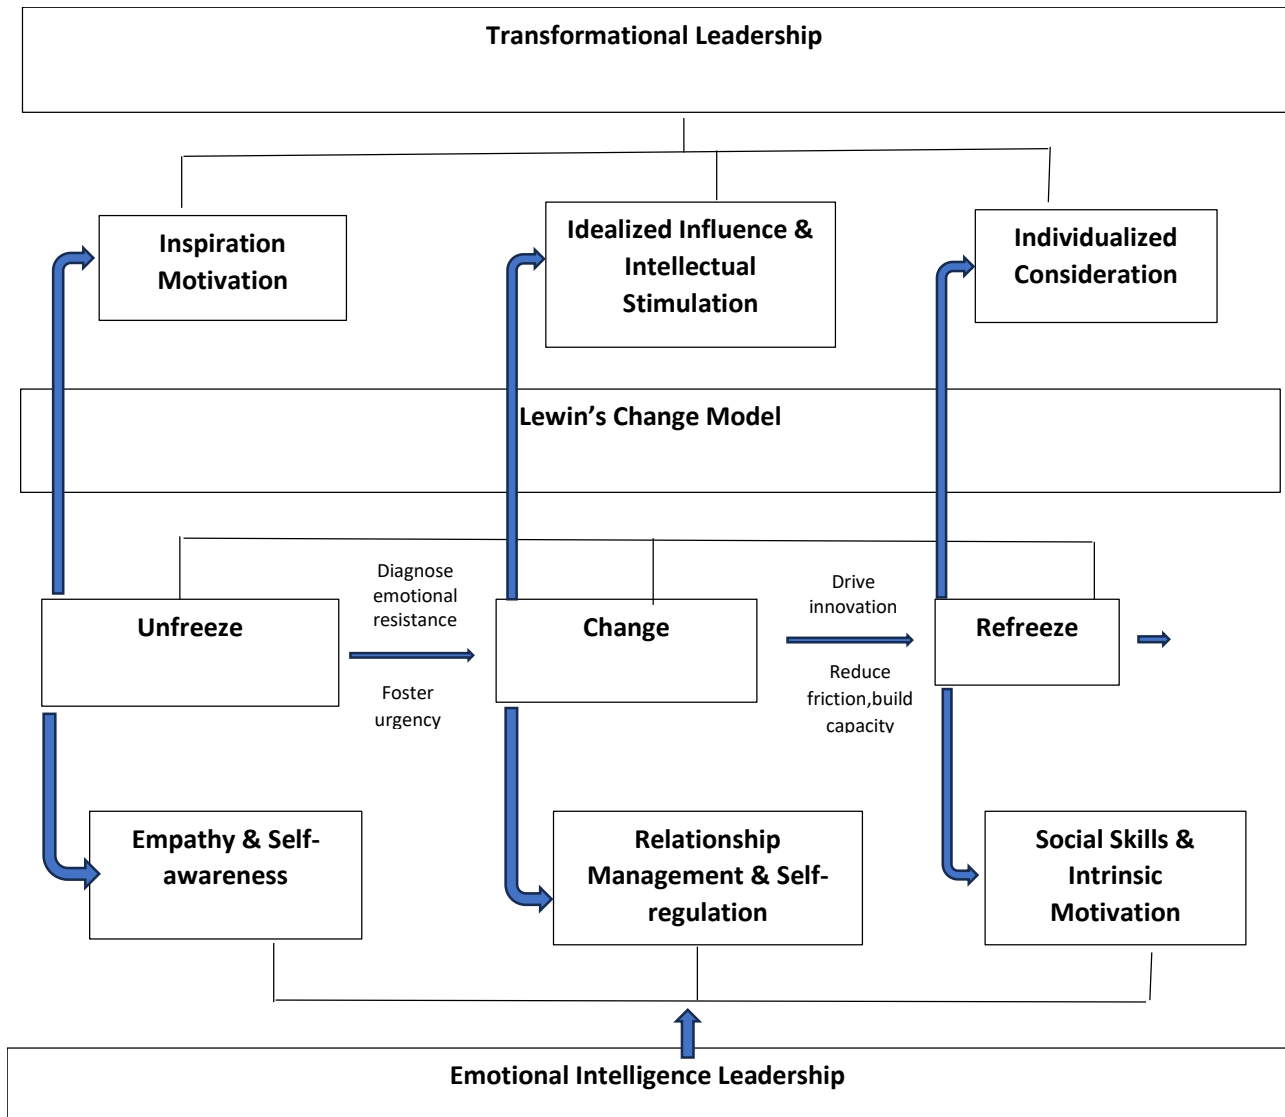 Transformational Leadership
Inspiration
Motivation
Idealized Influence &
Intellectual
Stimulation
Individualized
Consideration
Lewin's Change Model
Unfreeze
Diagnose
emotional
resistance
Foster
urgency
Change
Drive
innovation
Reduce
friction,build
capacity
Refreeze
Empathy & Self-
awareness
Relationship
Management & Self-
regulation
Social Skills &
Intrinsic
Motivation
Emotional Intelligence Leadership